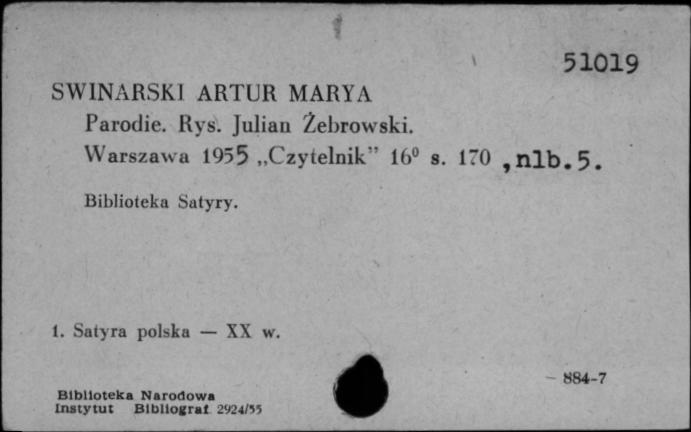 51019
SWINARSKI ARTUR MARYA
Parodie. Rys. Julian Żebrowski.
Warszawa 1955 „Czytelnik” 16⁰ s. 170 ,nlb.5.
Biblioteka Satyry.
1. Satyra polska — XX w.
— 884-7
Biblioteka Narodowa
Instytut Bibliograf. 2924/55